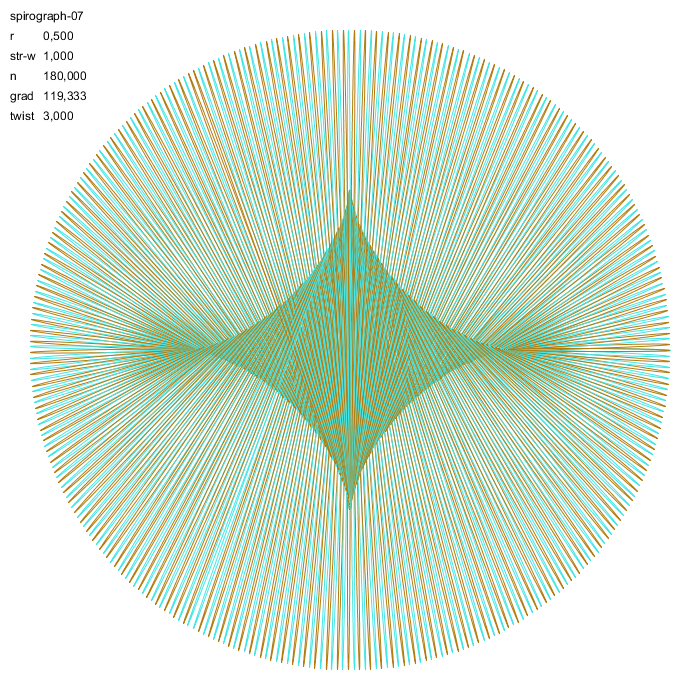 spirograph-07
r 0,500
str-w 1,000
n 180,000
grad 119,333
twist 3,000